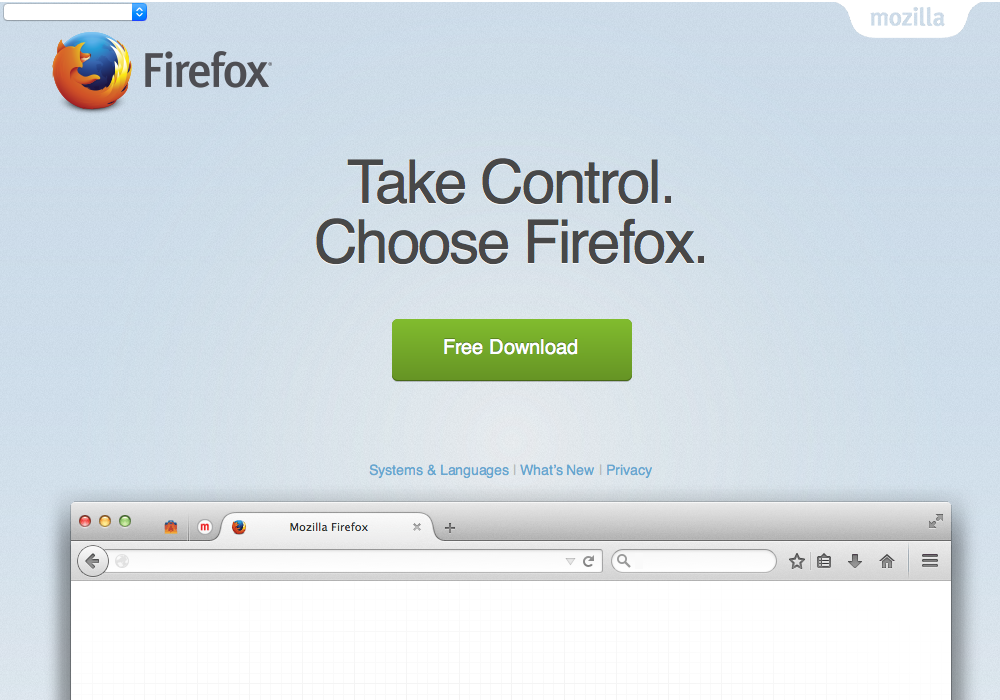 mozilla
Firefox
Take Control.
Choose Firefox.
Free Download
Systems & Languages | What's New | Privacy
m
Mozilla Firefox